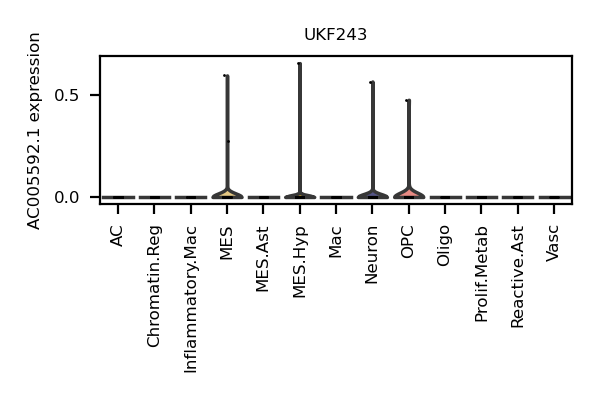 UKF243
AC005592.1 expression
0.5
0.0
AC
Chromatin.Reg
Inflammatory.Mac
MES
MES.Ast
MES.Hyp
Mac
Neuron
OPC
Oligo
Prolif.Metab
Reactive.Ast
Vasc